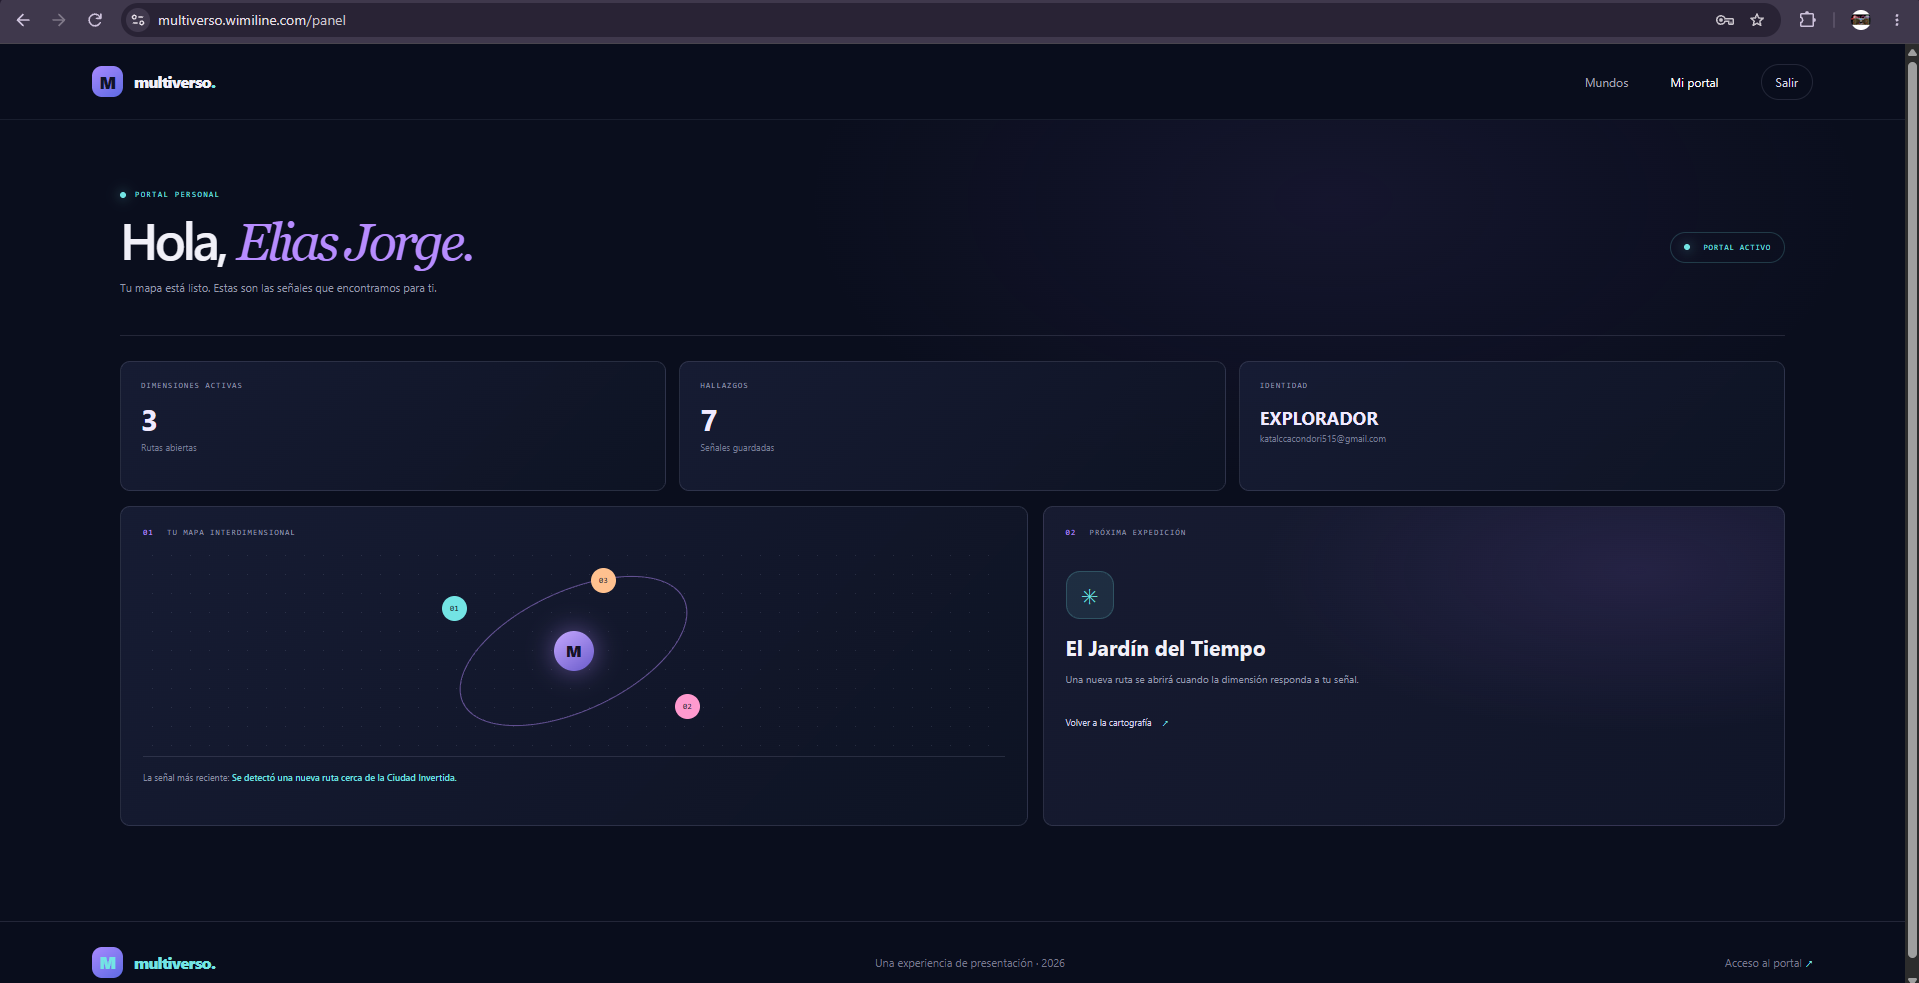 multiverso.wimiline.com/panel
M multiverso.
Mundos
Mi portal
Salir
PORTAL PERSONAL
Hola, Elias Jorge.
Tu mapa está listo. Estas son las señales que encontramos para ti.
PORTAL ACTIVO
DIMENSIONES ACTIVAS
3
Rutas abiertas
HALLAZGOS
7
Señales guardadas
IDENTIDAD
EXPLORADOR
katalccacondori515@gmail.com
01 TU MAPA INTERDIMENSIONAL
03
01
M
02
La señal más reciente: Se detectó una nueva ruta cerca de la Ciudad Invertida.
02 PRÓXIMA EXPEDICIÓN
El Jardín del Tiempo
Una nueva ruta se abrirá cuando la dimensión responda a tu señal.
Volver a la cartografía ↗
M multiverso.
Una experiencia de presentación · 2026
Acceso al portal ↗